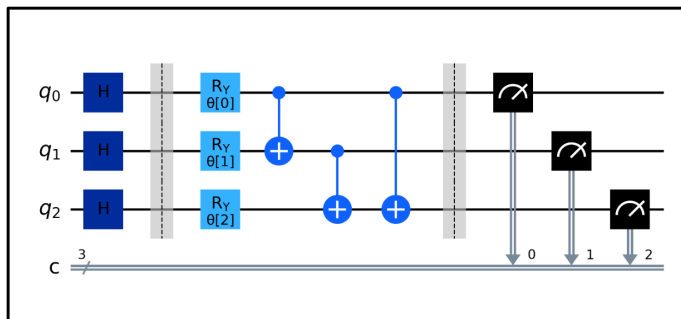 q0 H RY θ[0]
q1 H RY θ[1]
q2 H RY θ[2]
c 3 0 1 2